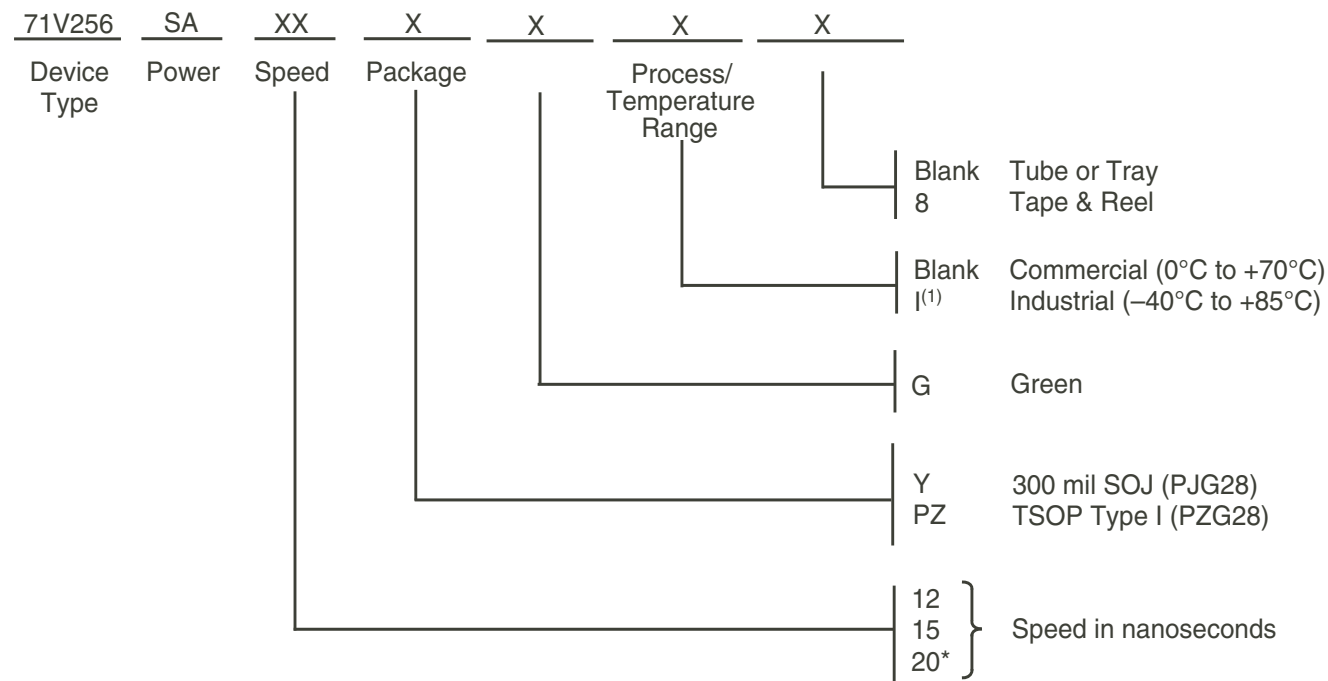 71V256 SA XX X X X X
Device Type Power Speed Package Process/ Temperature Range
Blank Tube or Tray
8 Tape & Reel
Blank Commercial (0°C to +70°C)
I(1) Industrial (–40°C to +85°C)
G Green
Y 300 mil SOJ (PJG28)
PZ TSOP Type I (PZG28)
12
15 Speed in nanoseconds
20*